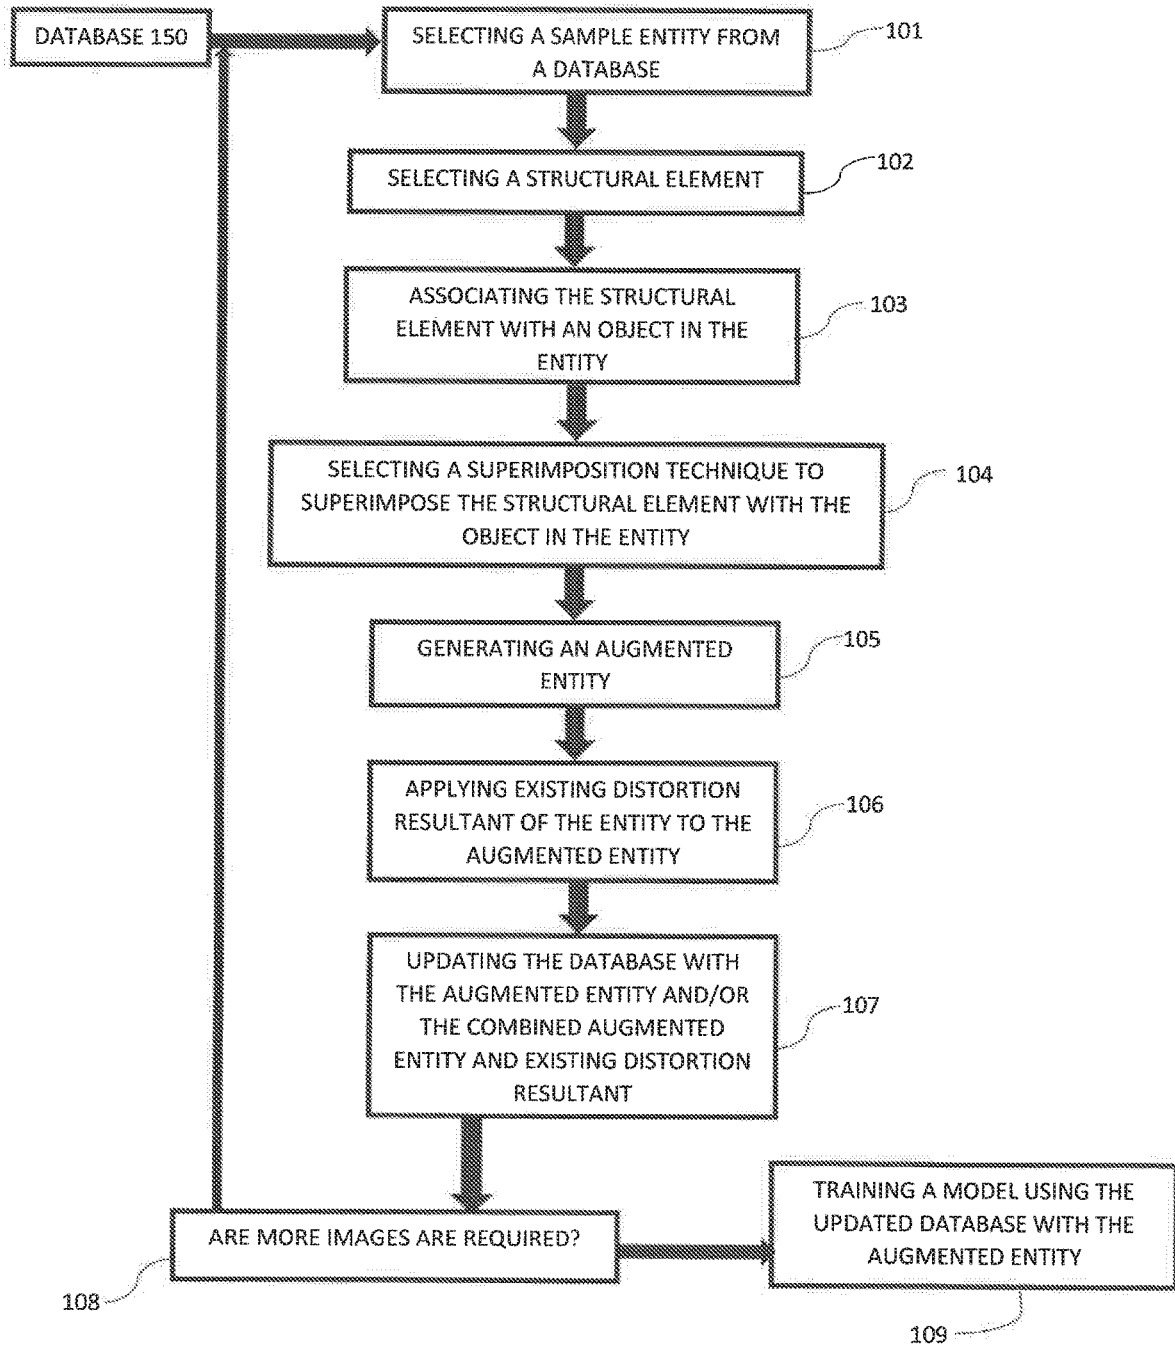 DATABASE 150
SELECTING A SAMPLE ENTITY FROM
A DATABASE
101
SELECTING A STRUCTURAL ELEMENT
102
ASSOCIATING THE STRUCTURAL
ELEMENT WITH AN OBJECT IN THE
ENTITY
103
SELECTING A SUPERIMPOSITION TECHNIQUE TO
SUPERIMPOSE THE STRUCTURAL ELEMENT WITH THE
OBJECT IN THE ENTITY
104
GENERATING AN AUGMENTED
ENTITY
105
APPLYING EXISTING DISTORTION
RESULTANT OF THE ENTITY TO THE
AUGMENTED ENTITY
106
UPDATING THE DATABASE WITH
THE AUGMENTED ENTITY AND/OR
THE COMBINED AUGMENTED
ENTITY AND EXISTING DISTORTION
RESULTANT
107
ARE MORE IMAGES ARE REQUIRED?
108
TRAINING A MODEL USING THE
UPDATED DATABASE WITH THE
AUGMENTED ENTITY
109